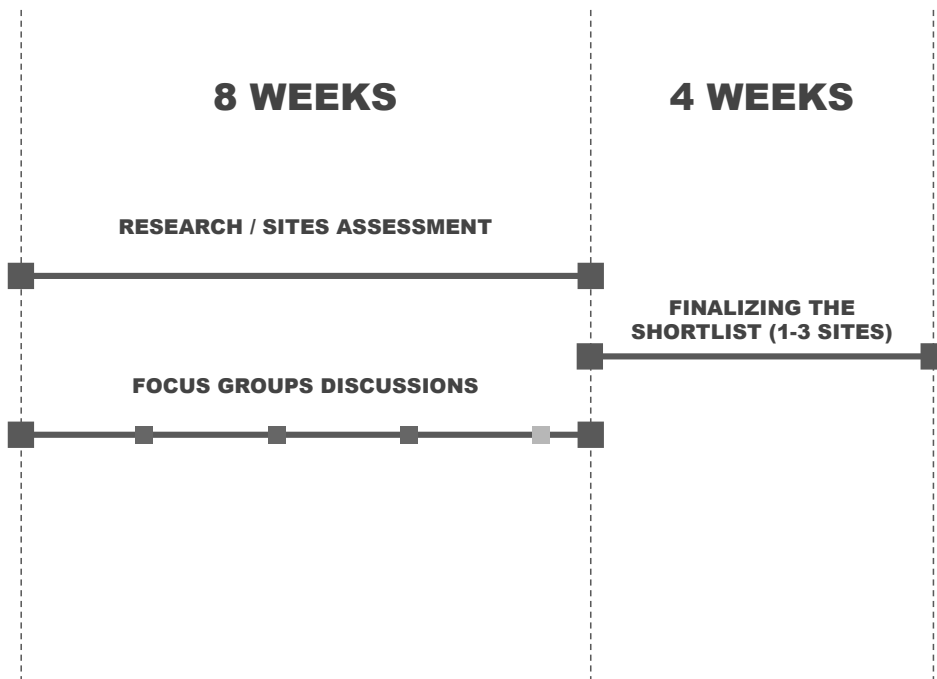 8 WEEKS
4 WEEKS
RESEARCH / SITES ASSESSMENT
FINALIZING THE
SHORTLIST (1-3 SITES)
FOCUS GROUPS DISCUSSIONS